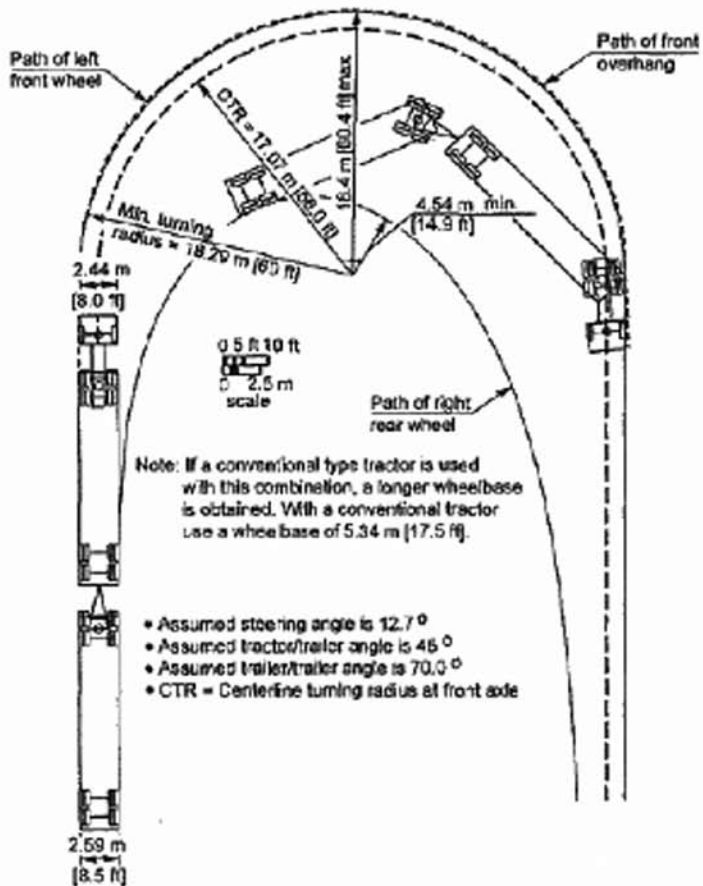 Path of left
front wheel
Path of front
overhang
CTR = 17.07 m [56.0 ft]
18.4 m [60.4 ft] max.
4.54 m min.
[14.9 ft]
Min. turning
radius = 18.29 m [60 ft]
2.44 m
[8.0 ft]
0 5 ft 10 ft
0 2.5 m
scale
Path of right
rear wheel
Note: If a conventional type tractor is used
with this combination, a longer wheelbase
is obtained. With a conventional tractor
use a wheelbase of 5.34 m [17.5 ft].
• Assumed steering angle is 12.7°
• Assumed tractor/trailer angle is 45°
• Assumed trailer/trailer angle is 70.0°
• CTR = Centerline turning radius at front axle
2.59 m
[8.5 ft]